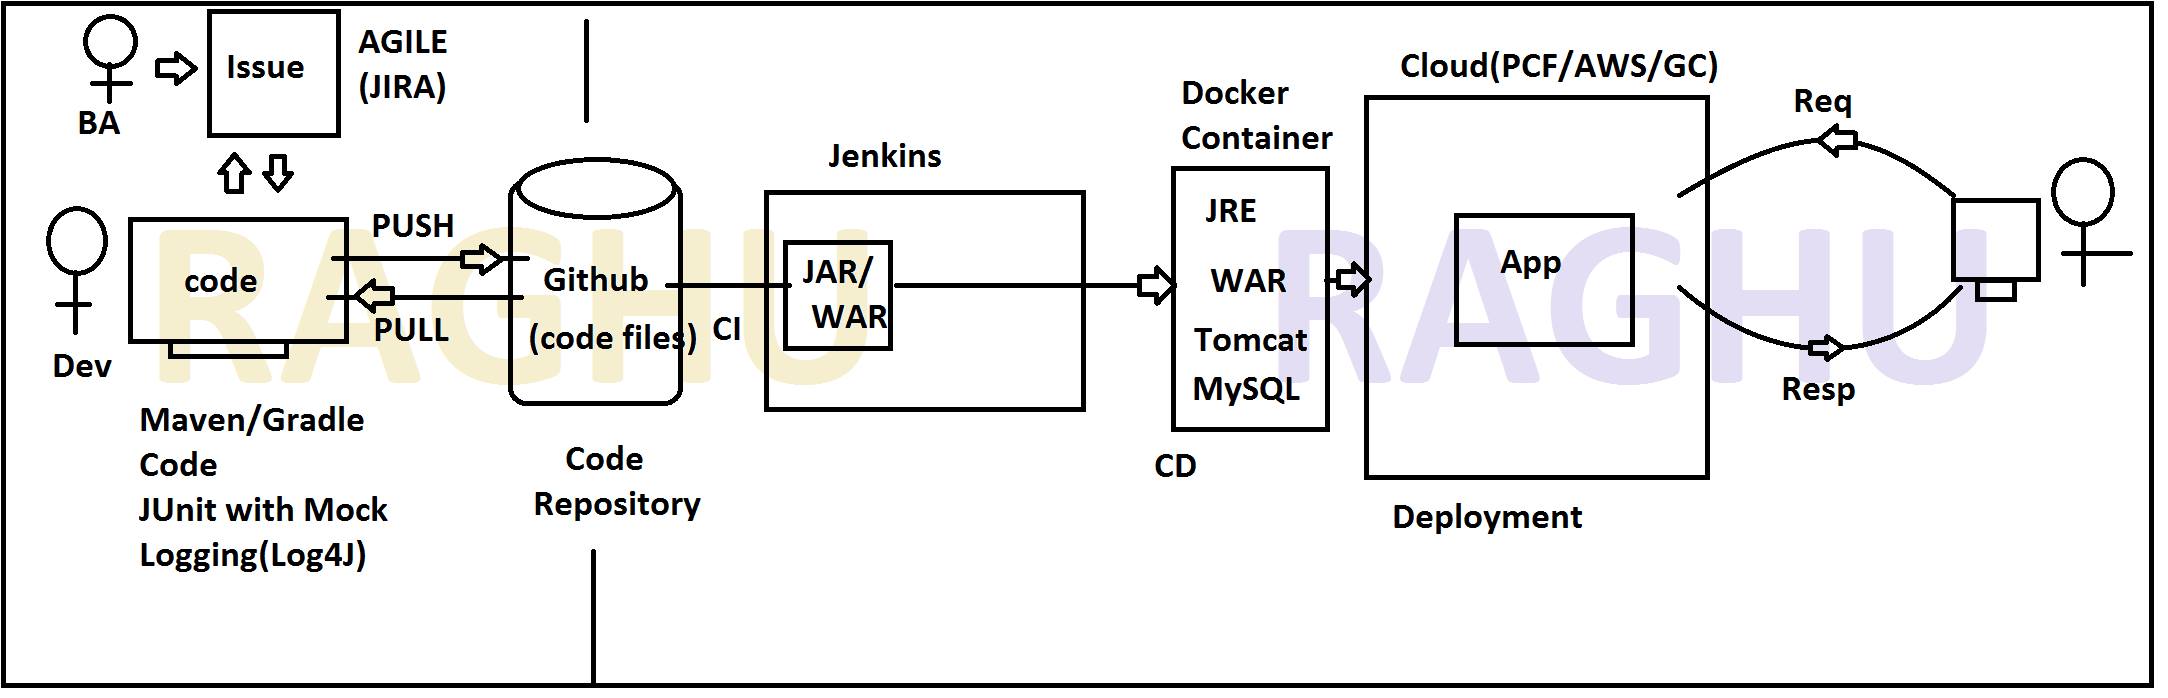 Issue
AGILE
(JIRA)
BA
code
Dev
Maven/Gradle
Code
JUnit with Mock
Logging(Log4J)
PUSH
PULL
Github
(code files)
Code
Repository
CI
Jenkins
JAR/
WAR
Docker
Container
JRE
WAR
Tomcat
MySQL
CD
Cloud(PCF/AWS/GC)
App
Deployment
Req
Resp
RAGHU
RAGHU